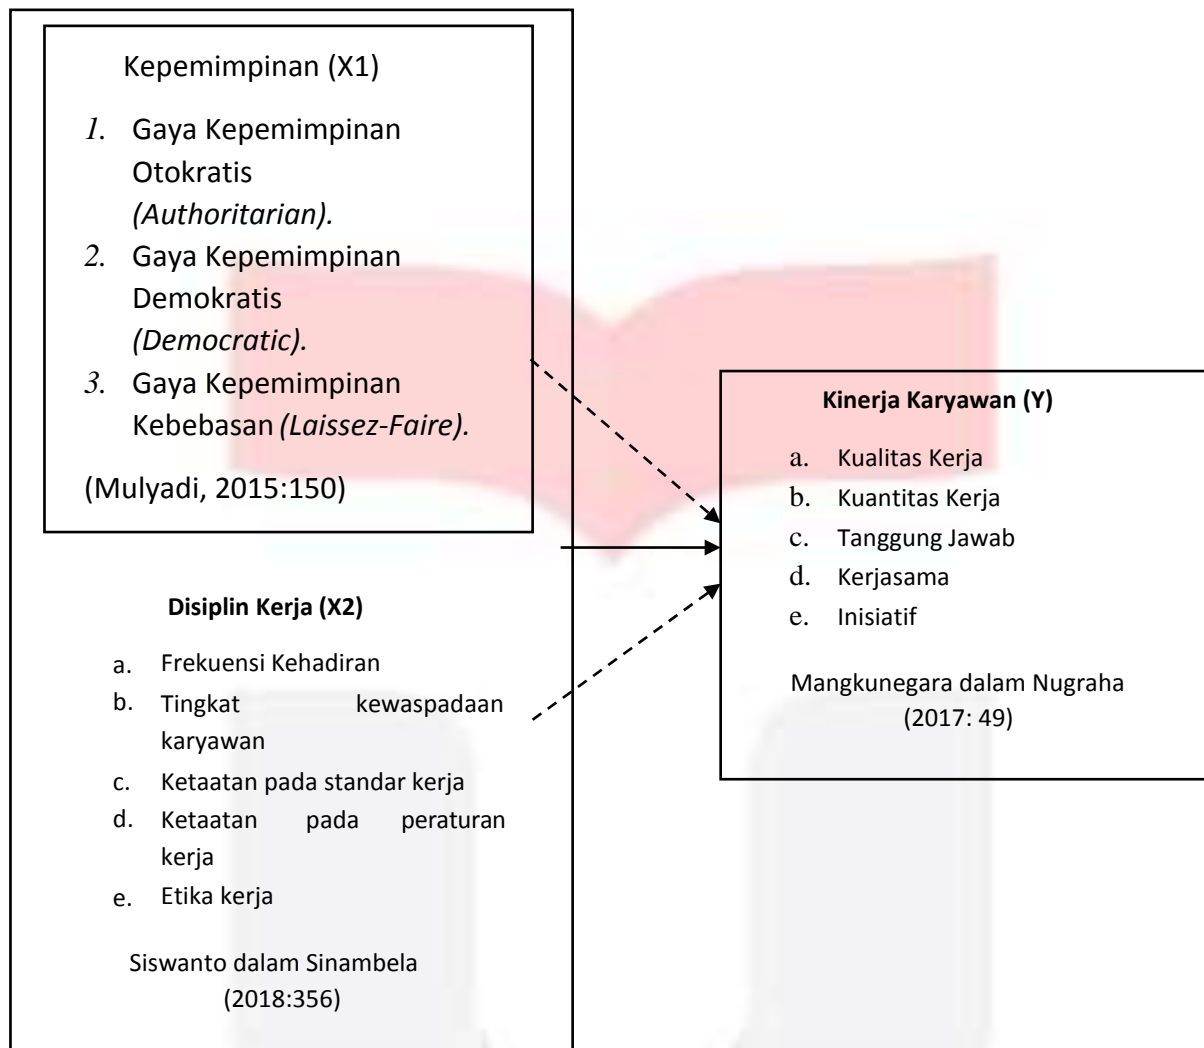 Kepemimpinan (X1)
1. Gaya Kepemimpinan
Otokratis
(Authoritarian).
2. Gaya Kepemimpinan
Demokratis
(Democratic).
3. Gaya Kepemimpinan
Kebebasan (Laissez-Faire).
(Mulyadi, 2015:150)
Disiplin Kerja (X2)
a. Frekuensi Kehadiran
b. Tingkat kewaspadaan
karyawan
c. Ketaatan pada standar kerja
d. Ketaatan pada peraturan
kerja
e. Etika kerja
Siswanto dalam Sinambela
(2018:356)
Kinerja Karyawan (Y)
a. Kualitas Kerja
b. Kuantitas Kerja
c. Tanggung Jawab
d. Kerjasama
e. Inisiatif
Mangkunegara dalam Nugraha
(2017: 49)